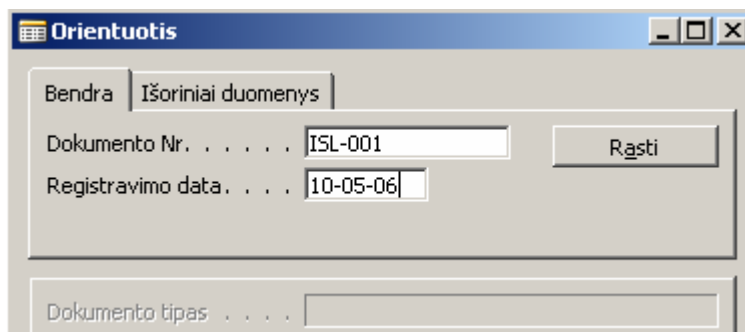 Orientuotis
Bendra Išoriniai duomenys
Dokumento Nr. . . . . . ISL-001 Rasti
Registravimo data. . . . 10-05-06
Dokumento tipas . . . .